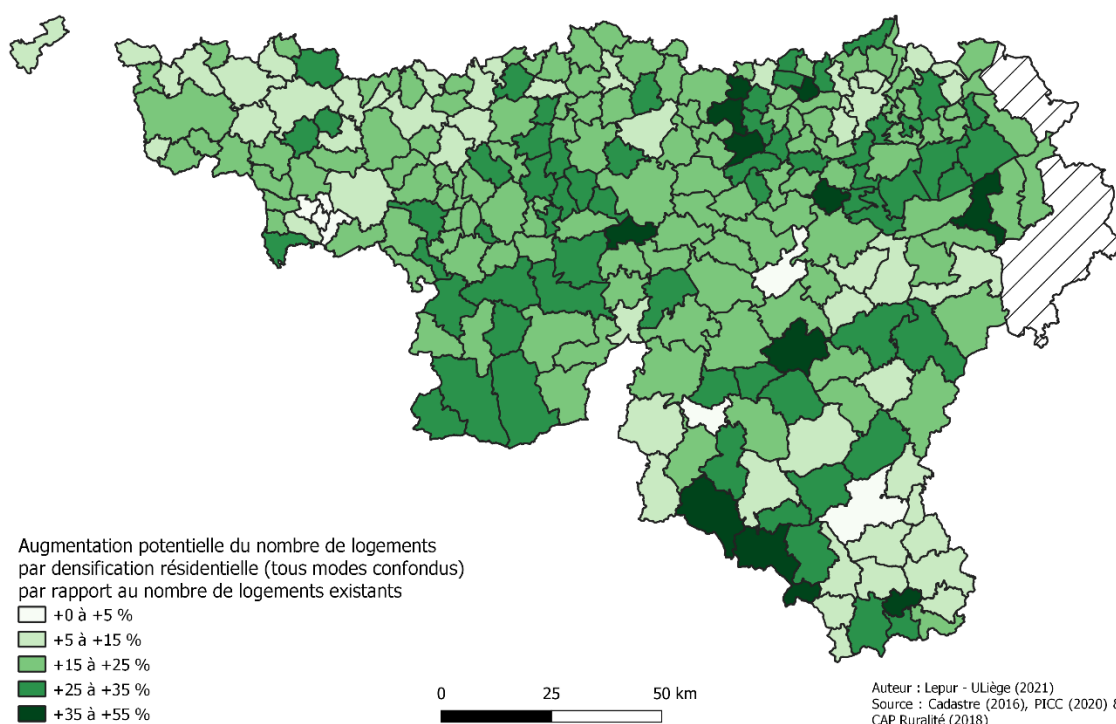 Augmentation potentielle du nombre de logements
par densification résidentielle (tous modes confondus)
par rapport au nombre de logements existants
+0 à +5 %
+5 à +15 %
+15 à +25 %
+25 à +35 %
+35 à +55 %
0 25 50 km
Auteur : Lepur - ULiège (2021)
Source : Cadastre (2016), PICC (2020) &
CAP Ruralité (2018)